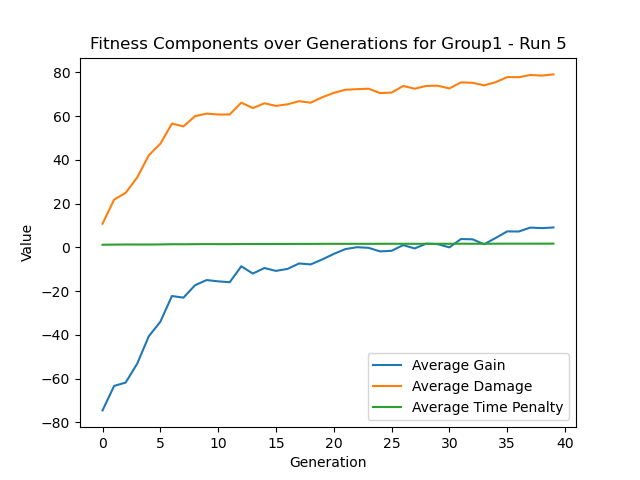 Fitness Components over Generations for Group1 - Run 5
80
60
40
20
0
−20
−40
−60
−80
Value
Average Gain
Average Damage
Average Time Penalty
0 5 10 15 20 25 30 35 40
Generation